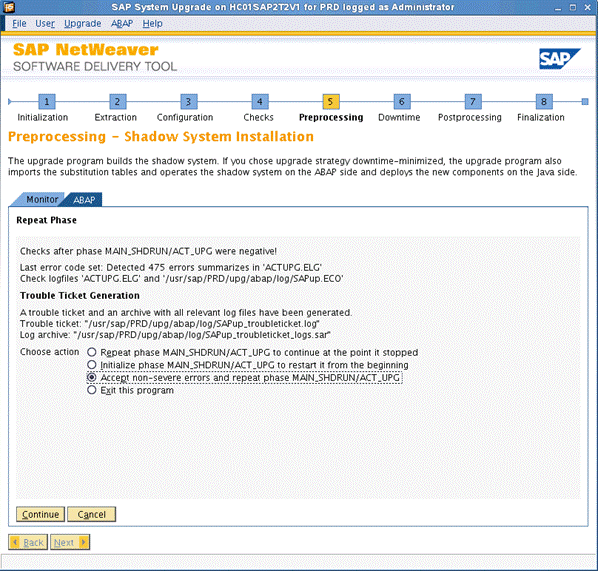 SAP System Upgrade on HC01SAP2T2V1 for PRD logged as Administrator
File User Upgrade ABAP Help
SAP NetWeaver
SOFTWARE DELIVERY TOOL
SAP
1 2 3 4 5 6 7 8
Initialization Extraction Configuration Checks Preprocessing Downtime Postprocessing Finalization
Preprocessing - Shadow System Installation
The upgrade program builds the shadow system. If you chose upgrade strategy downtime-minimized, the upgrade program also
imports the substitution tables and operates the shadow system on the ABAP side and deploys the new components on the Java side.
Monitor ABAP
Repeat Phase
Checks after phase MAIN_SHDRUN/ACT_UPG were negative!
Last error code set: Detected 475 errors summarizes in 'ACTUPG.ELG'
Check logfiles 'ACTUPG.ELG' and '/usr/sap/PRD/upg/abap/log/SAPup.ECO'
Trouble Ticket Generation
A trouble ticket and an archive with all relevant log files have been generated.
Trouble ticket: "/usr/sap/PRD/upg/abap/log/SAPup_troubleticket.log"
Log archive: "/usr/sap/PRD/upg/abap/log/SAPup_troubleticket_logs.sar"
Choose action Repeat phase MAIN_SHDRUN/ACT_UPG to continue at the point it stopped
Initialize phase MAIN_SHDRUN/ACT_UPG to restart it from the beginning
Accept non-severe errors and repeat phase MAIN_SHDRUN/ACT_UPG
Exit this program
Continue Cancel
Back Next